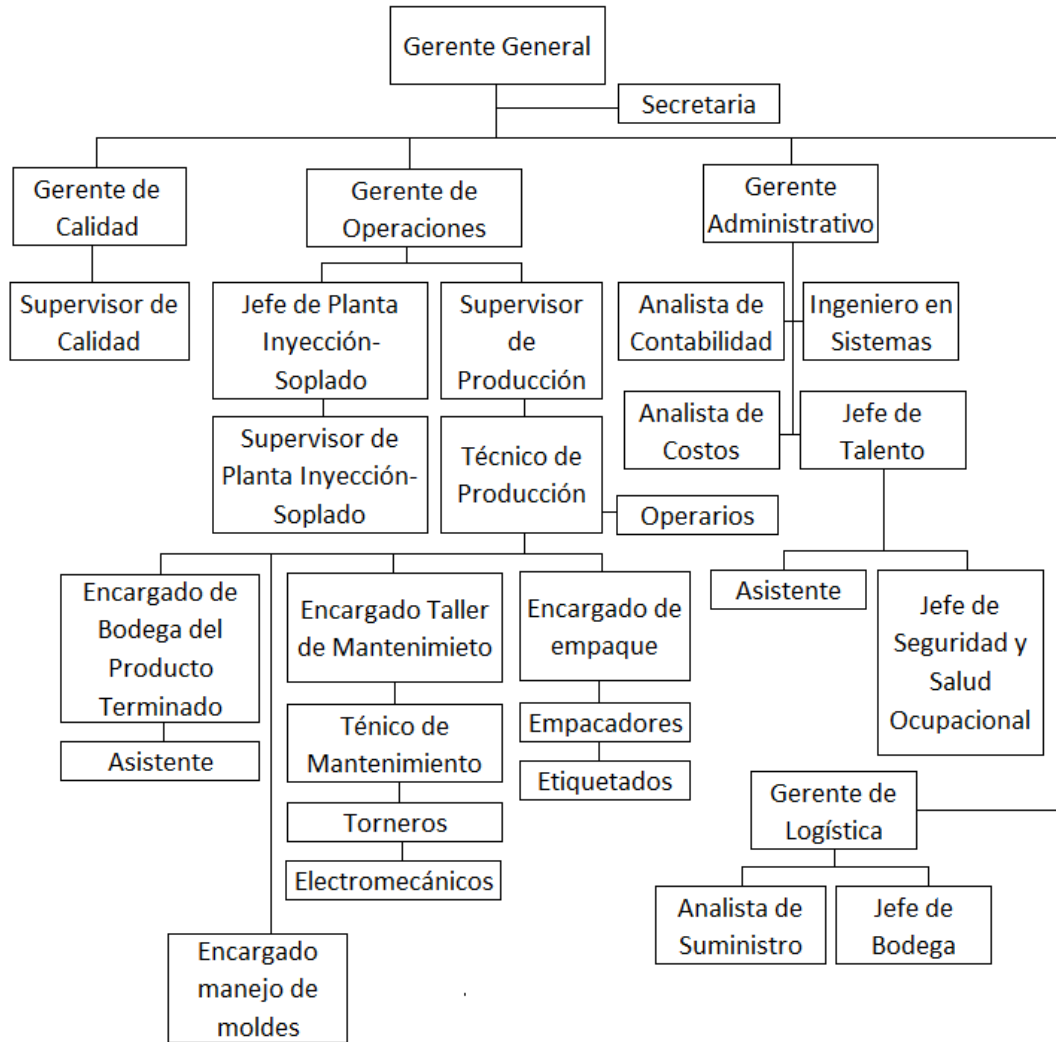 Gerente General
Secretaria
Gerente de
Calidad
Gerente de
Operaciones
Gerente
Administrativo
Supervisor de
Calidad
Jefe de Planta
Inyección-
Soplado
Supervisor
de
Producción
Analista de
Contabilidad
Ingeniero en
Sistemas
Supervisor de
Planta Inyección-
Soplado
Técnico de
Producción
Analista de
Costos
Jefe de
Talento
Operarios
Encargado de
Bodega del
Producto
Terminado
Encargado Taller
de Mantenimieto
Encargado de
empaque
Asistente
Jefe de
Seguridad y
Salud
Ocupacional
Asistente
Ténico de
Mantenimiento
Empacadores
Etiquetados
Torneros
Electromecánicos
Gerente de
Logística
Analista de
Suministro
Jefe de
Bodega
Encargado
manejo de
moldes